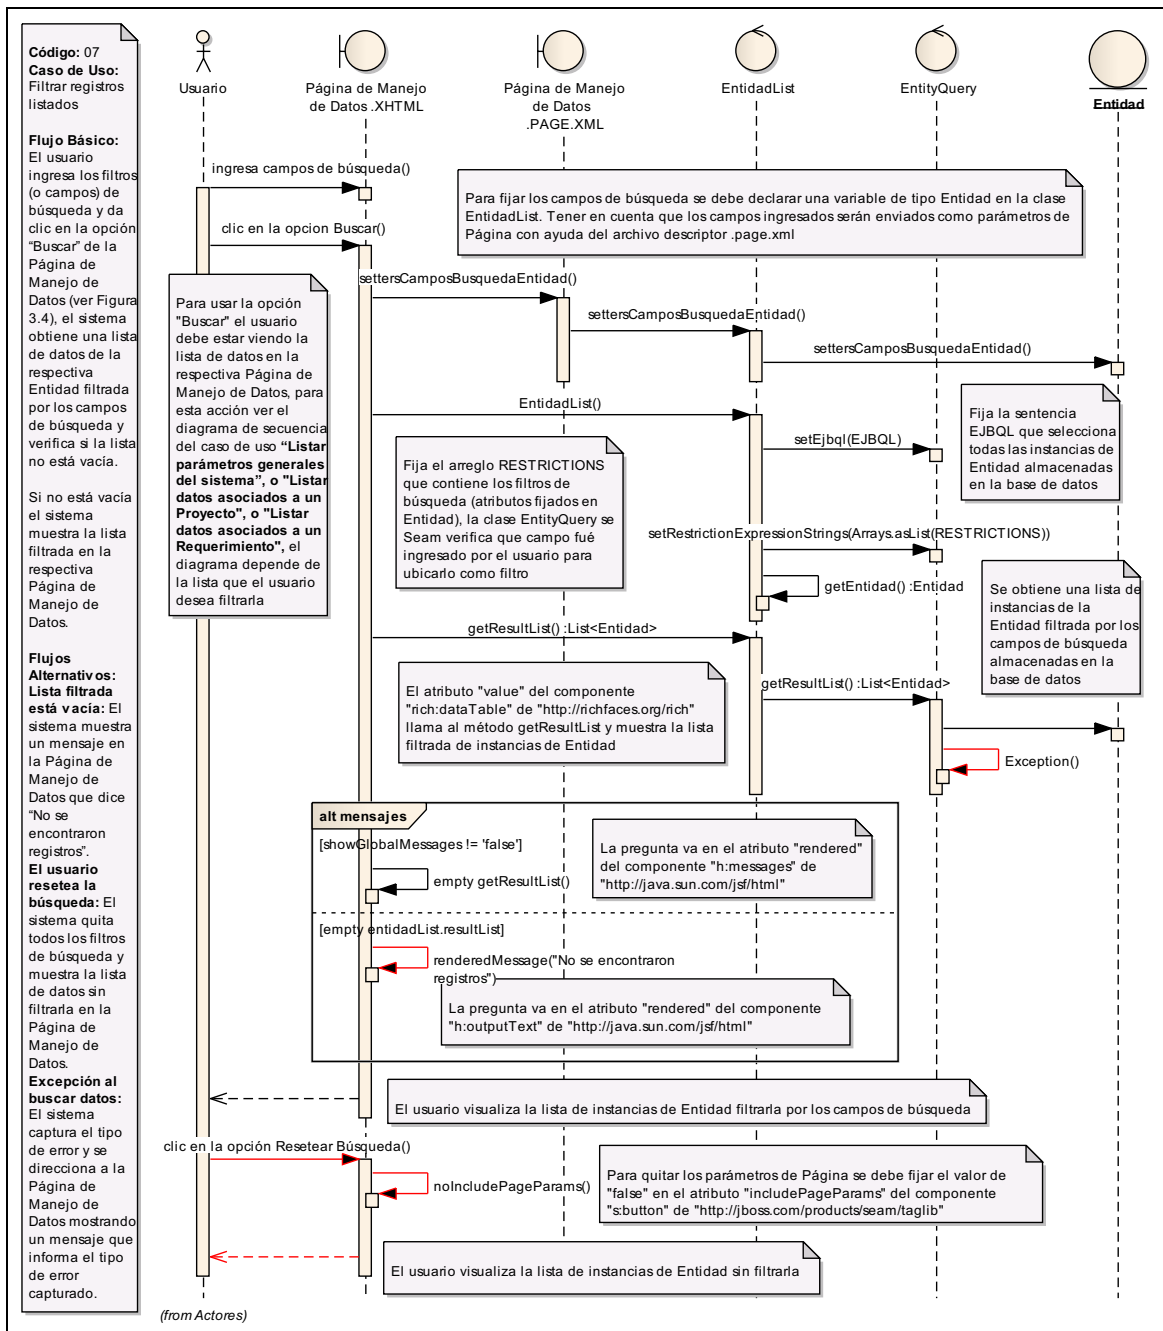 Código: 07
Caso de Uso:
Filtrar registros
listados
Flujo Básico:
El usuario
ingresa los filtros
(o campos) de
búsqueda y da
clic en la opción
“Buscar” de la
Página de
Manejo de
Datos (ver Figura
3.4), el sistema
obtiene una lista
de datos de la
respectiva
Entidad filtrada
por los campos
de búsqueda y
verifica si la lista
no está vacía.
Si no está vacía
el sistema
muestra la lista
filtrada en la
respectiva
Página de
Manejo de
Datos.
Flujos
Alternativos:
Lista filtrada
está vacía: El
sistema muestra
un mensaje en
la Página de
Manejo de
Datos que dice
“No se
encontraron
registros”.
El usuario
resetea la
búsqueda: El
sistema quita
todos los filtros
de búsqueda y
muestra la lista
de datos sin
filtrarla en la
Página de
Manejo de
Datos.
Excepción al
buscar datos:
El sistema
captura el tipo
de error y se
direcciona a la
Página de
Manejo de
Datos mostrando
un mensaje que
informa el tipo
de error
capturado.
Usuario
Página de Manejo
de Datos .XHTML
Página de Manejo
de Datos
.PAGE.XML
EntidadList
EntityQuery
Entidad
ingresa campos de búsqueda()
Para fijar los campos de búsqueda se debe declarar una variable de tipo Entidad en la clase
EntidadList. Tener en cuenta que los campos ingresados serán enviados como parámetros de
Página con ayuda del archivo descriptor .page.xml
clic en la opcion Buscar()
Para usar la opción
"Buscar" el usuario
debe estar viendo la
lista de datos en la
respectiva Página de
Manejo de Datos, para
esta acción ver el
diagrama de secuencia
del caso de uso “Listar
parámetros generales
del sistema”, o "Listar
datos asociados a un
Proyecto", o "Listar
datos asociados a un
Requerimiento", el
diagrama depende de
la lista que el usuario
desea filtrarla
settersCamposBusquedaEntidad()
settersCamposBusquedaEntidad()
settersCamposBusquedaEntidad()
EntidadList()
Fija el arreglo RESTRICTIONS
que contiene los filtros de
búsqueda (atributos fijados en
Entidad), la clase EntityQuery se
Seam verifica que campo fué
ingresado por el usuario para
ubicarlo como filtro
setEjbql(EJBQL)
Fija la sentencia
EJBQL que selecciona
todas las instancias de
Entidad almacenadas
en la base de datos
setRestrictionExpressionStrings(Arrays.asList(RESTRICTIONS))
getEntidad() :Entidad
Se obtiene una lista de
instancias de la
Entidad filtrada por los
campos de búsqueda
almacenadas en la
base de datos
getResultList() :List<Entidad>
El atributo "value" del componente
"rich:dataTable" de "http://richfaces.org/rich"
llama al método getResultList y muestra la lista
filtrada de instancias de Entidad
getResultList() :List<Entidad>
Exception()
alt mensajes
[showGlobalMessages != 'false']
La pregunta va en el atributo "rendered"
del componente "h:messages" de
"http://java.sun.com/jsf/html"
empty getResultList()
[empty entidadList.resultList]
renderedMessage("No se encontraron
registros")
La pregunta va en el atributo "rendered" del componente
"h:outputText" de "http://java.sun.com/jsf/html"
El usuario visualiza la lista de instancias de Entidad filtrarla por los campos de búsqueda
clic en la opción Resetear Búsqueda()
noIncludePageParams()
Para quitar los parámetros de Página se debe fijar el valor de
"false" en el atributo "includePageParams" del componente
"s:button" de "http://jboss.com/products/seam/taglib"
El usuario visualiza la lista de instancias de Entidad sin filtrarla
(from Actores)